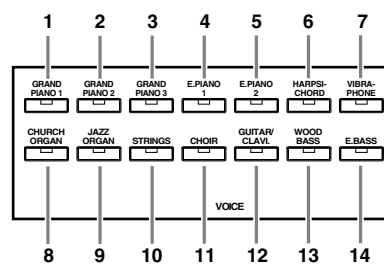 1 2 3 4 5 6 7
GRAND PIANO 1 GRAND PIANO 2 GRAND PIANO 3 E.PIANO 1 E.PIANO 2 HARPSI-CHORD VIBRA-PHONE
CHURCH ORGAN JAZZ ORGAN STRINGS CHOIR GUITAR/CLAVI. WOOD BASS E.BASS
VOICE
8 9 10 11 12 13 14